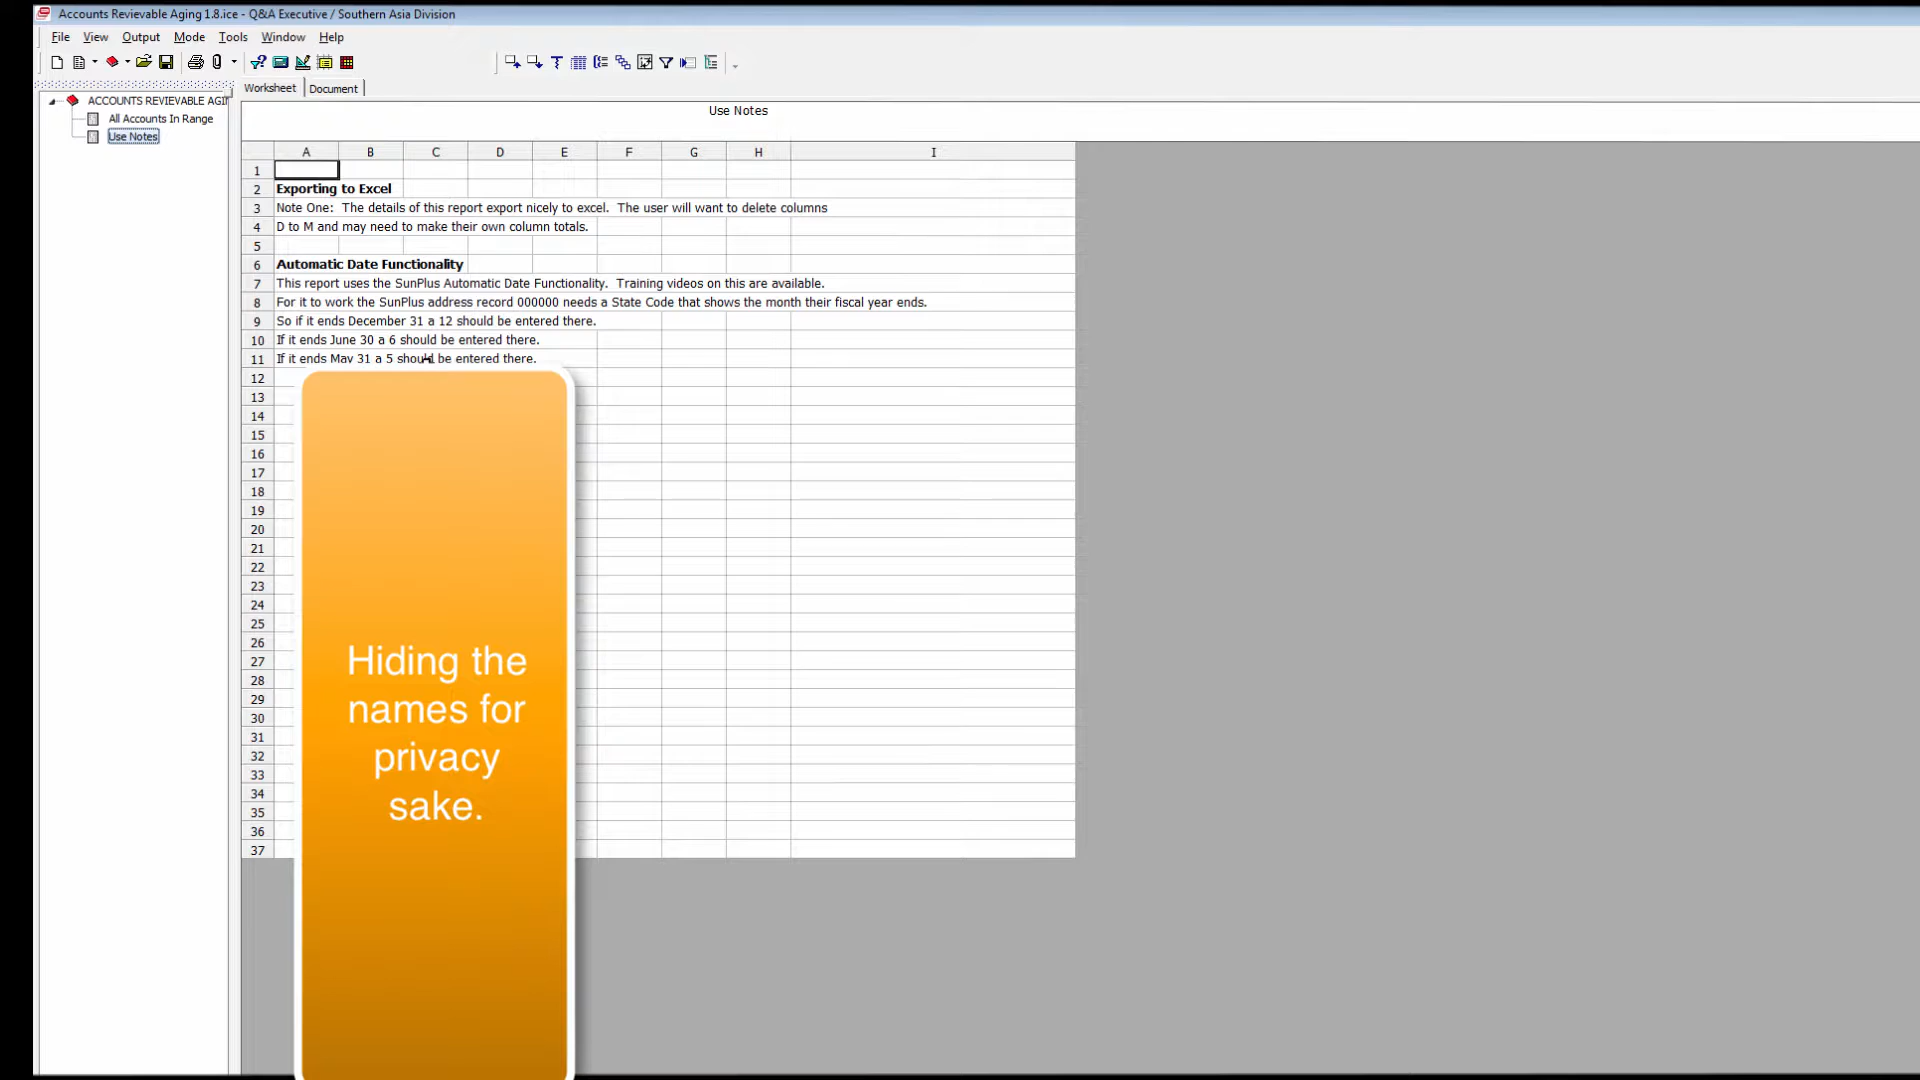 Accounts Revievable Aging 1.8.ice - Q&A Executive / Southern Asia Division
File View Output Mode Tools Window Help
Worksheet Document
ACCOUNTS REVIEVABLE AGI
All Accounts In Range
Use Notes
Use Notes
A B C D E F G H I
1
2 Exporting to Excel
3 Note One: The details of this report export nicely to excel. The user will want to delete columns
4 D to M and may need to make their own column totals.
5
6 Automatic Date Functionality
7 This report uses the SunPlus Automatic Date Functionality. Training videos on this are available.
8 For it to work the SunPlus address record 000000 needs a State Code that shows the month their fiscal year ends.
9 So if it ends December 31 a 12 should be entered there.
10 If it ends June 30 a 6 should be entered there.
11 If it ends May 31 a 5 should be entered there.
12
13
14
15
16
17
18
19
20
21
22
23
24
25
26
27
28
29
30
31
32
33
34
35
36
37
Hiding the
names for
privacy
sake.